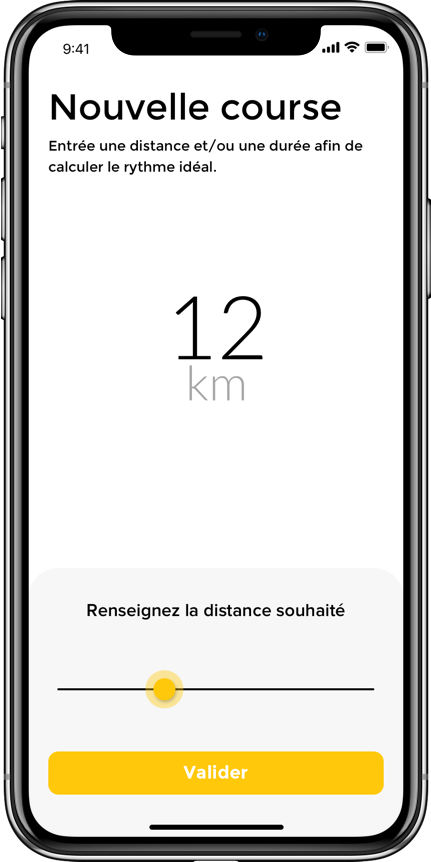 9:41
Nouvelle course
Entrée une distance et/ou une durée afin de
calculer le rythme idéal.
12
km
Renseignez la distance souhaité
Valider